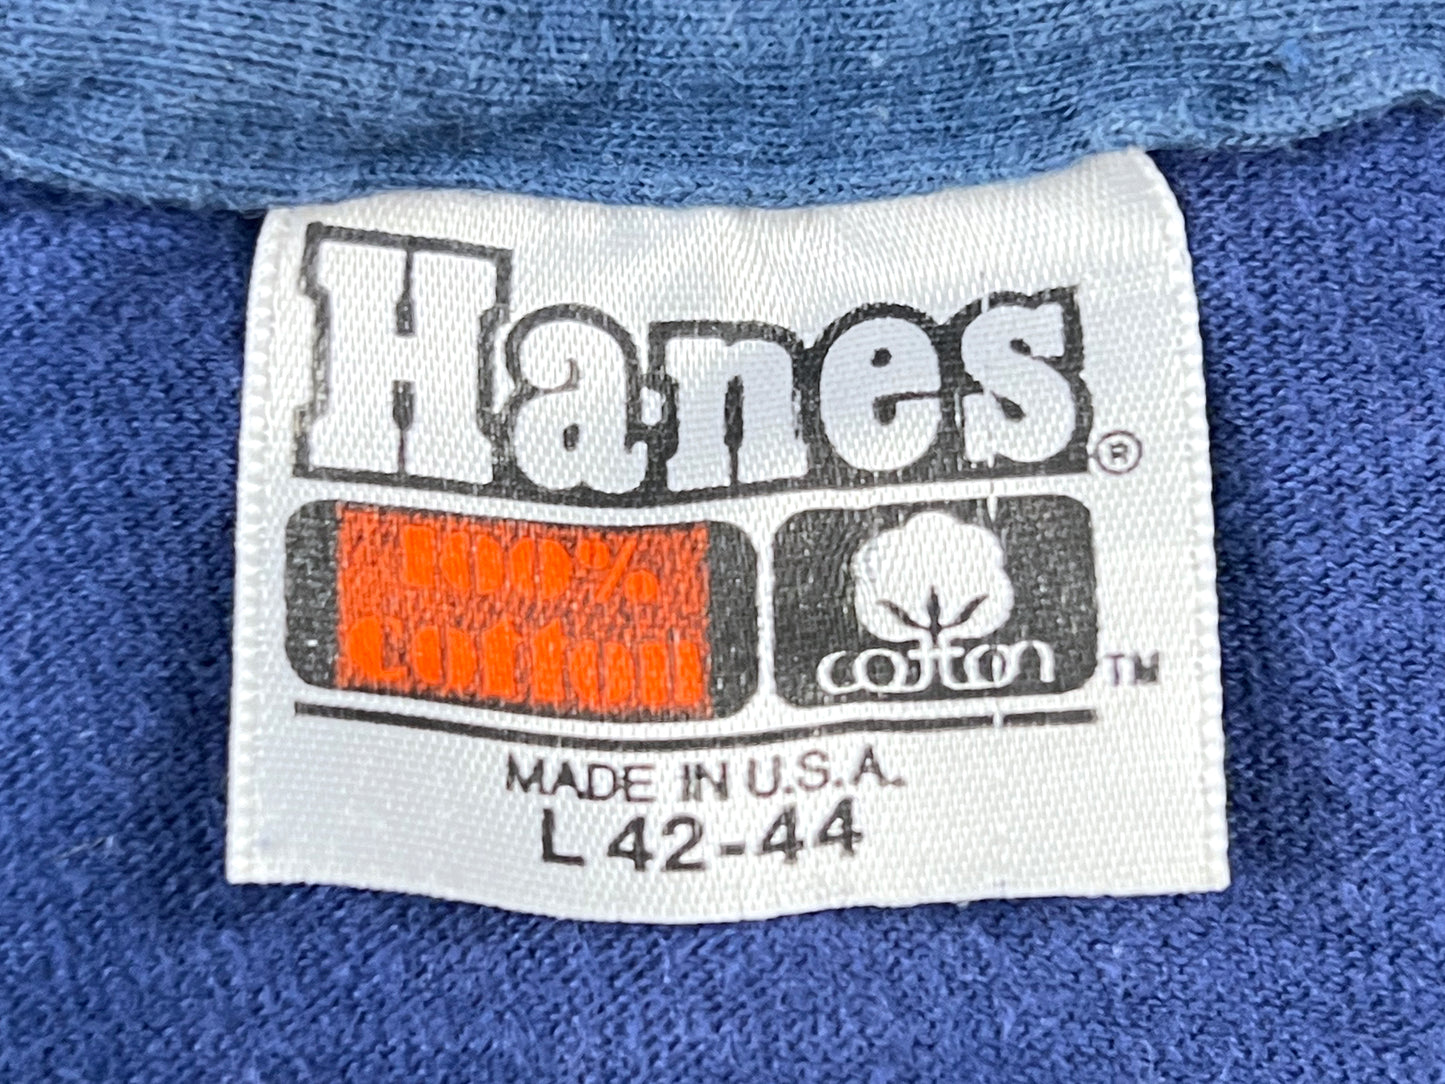 Hanes®
100%
Cotton
cotton ™
MADE IN U.S.A.
L 42-44